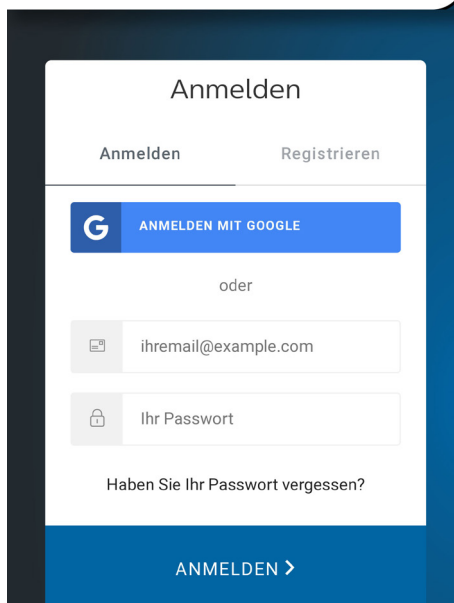 Anmelden
Anmelden Registrieren
G ANMELDEN MIT GOOGLE
oder
ihremail@example.com
Ihr Passwort
Haben Sie Ihr Passwort vergessen?
ANMELDEN